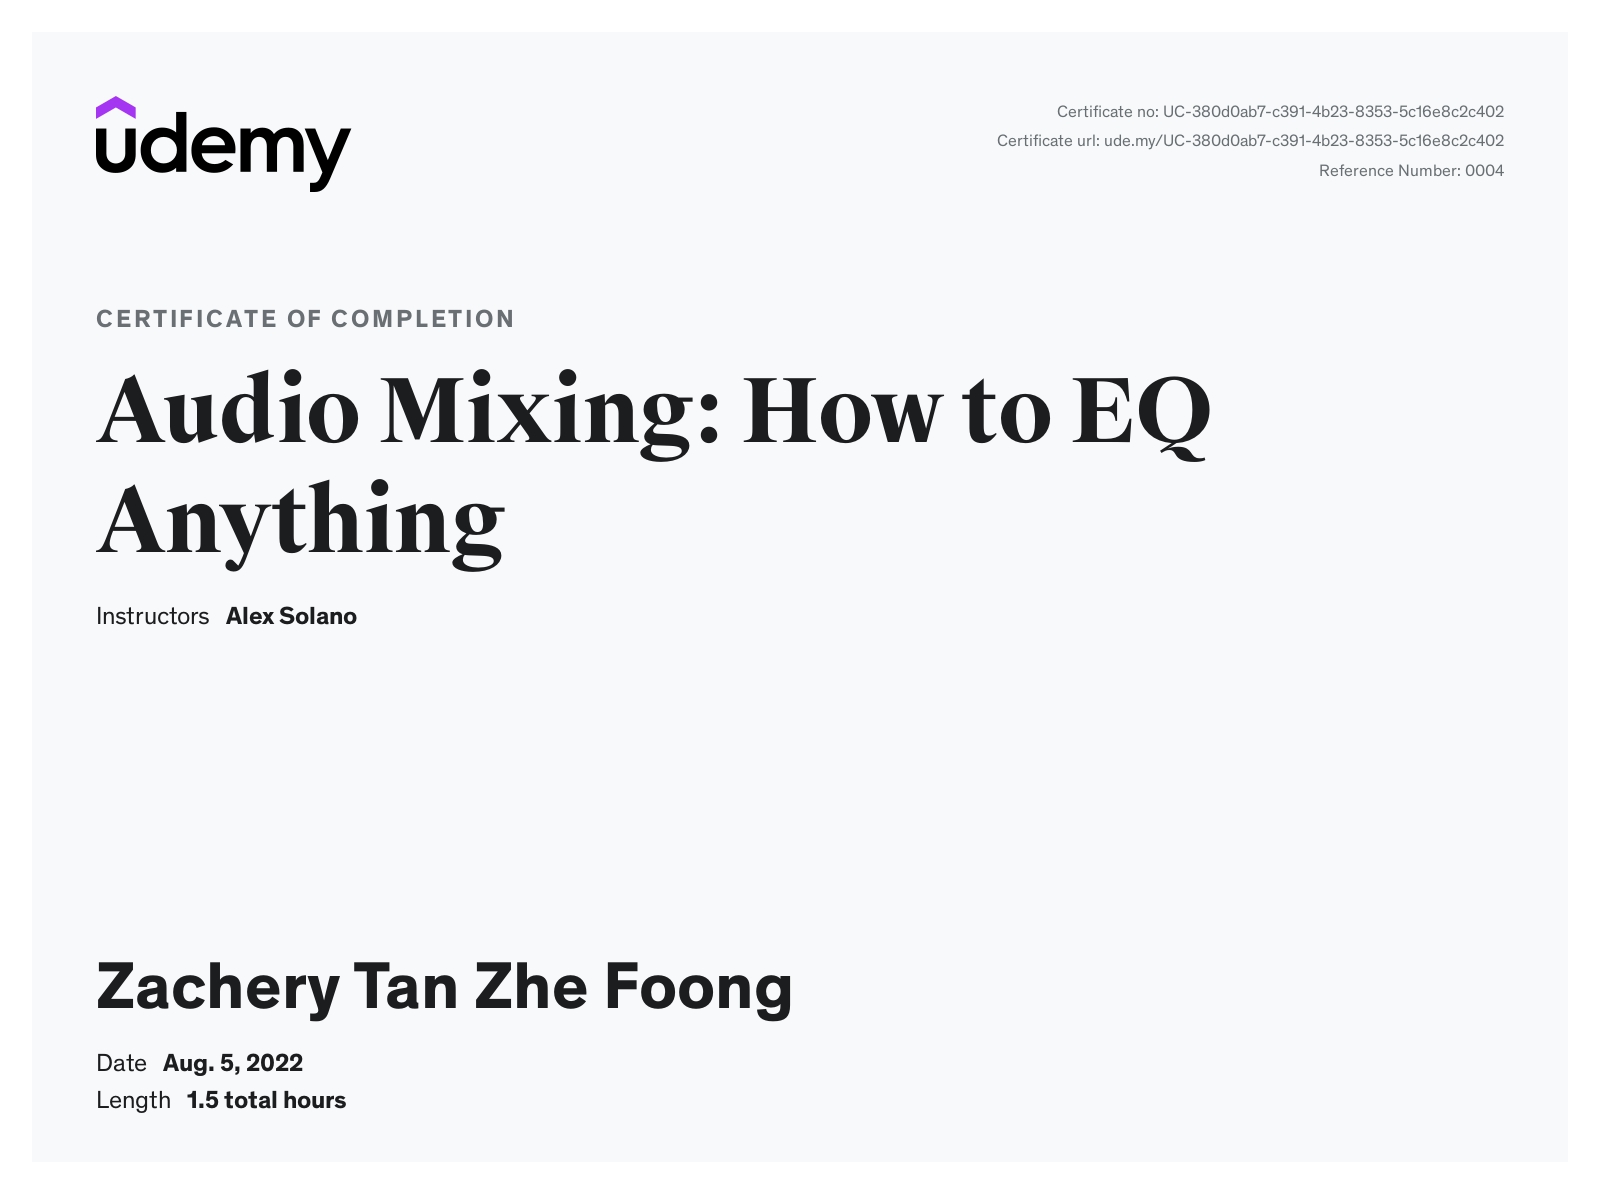 udemy
Certificate no: UC-380d0ab7-c391-4b23-8353-5c16e8c2c402
Certificate url: ude.my/UC-380d0ab7-c391-4b23-8353-5c16e8c2c402
Reference Number: 0004
CERTIFICATE OF COMPLETION
Audio Mixing: How to EQ
Anything
Instructors Alex Solano
Zachery Tan Zhe Foong
Date Aug. 5, 2022
Length 1.5 total hours